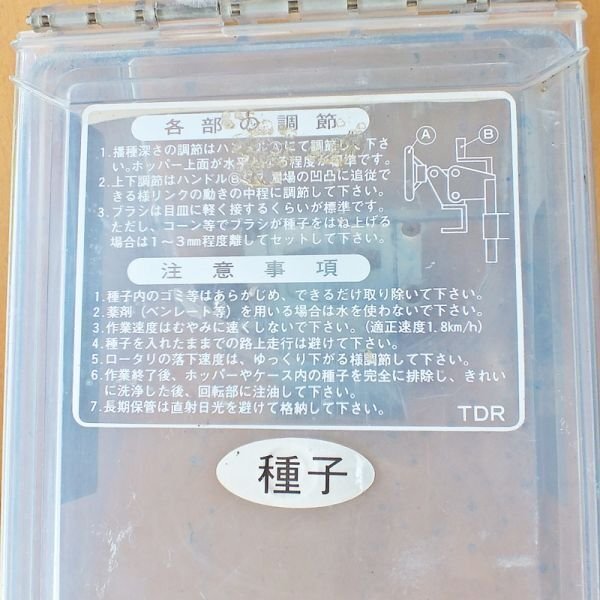 各部の調節
1.播種深さの調節はハンドルⒶにて調節して下さ
い。ホッパー上面が水平 る程度が標準です。
2.上下調節はハンドルⒷ 圃場の凹凸に追従で
きる様リンクの動きの中程に調節して下さい。
3.ブラシは目皿に軽く接するくらいが標準です。
ただし、コーン等でブラシが種子をはね上げる
場合は1～3mm程度離してセットして下さい。
Ⓐ Ⓑ
注意事項
1.種子内のゴミ等はあらかじめ、できるだけ取り除いて下さい。
2.薬剤(ベンレート等)を用いる場合は水を使わないで下さい。
3.作業速度はむやみに速くしないで下さい。(適正速度1.8km/h)
4.種子を入れたままでの路上走行は避けて下さい。
5.ロータリの落下速度は、ゆっくり下がる様調節して下さい。
6.作業終了後、ホッパーやケース内の種子を完全に排除し、きれい
に洗浄した後、回転部に注油して下さい。
7.長期保管は直射日光を避けて格納して下さい。
TDR
種子